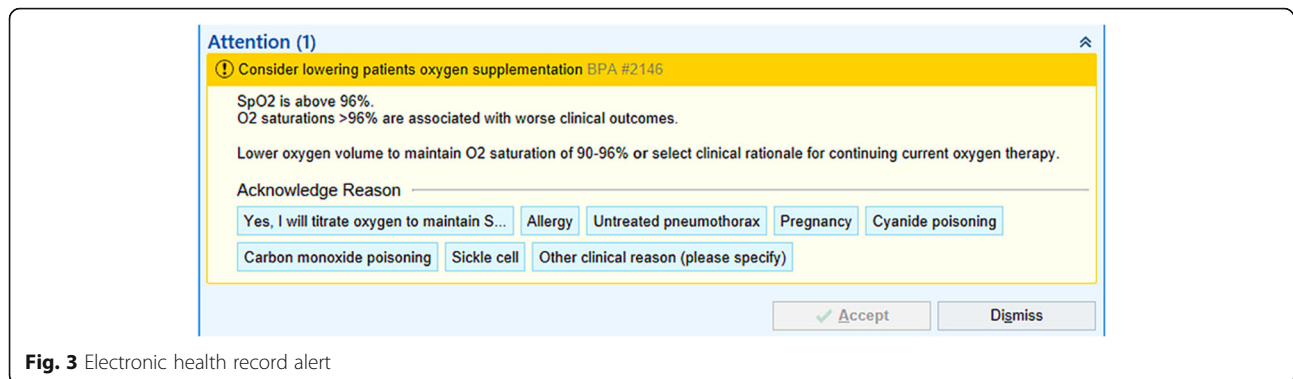 Attention (1)
Consider lowering patients oxygen supplementation BPA #2146
SpO2 is above 96%.
O2 saturations >96% are associated with worse clinical outcomes.
Lower oxygen volume to maintain O2 saturation of 90-96% or select clinical rationale for continuing current oxygen therapy.
Acknowledge Reason
Yes, I will titrate oxygen to maintain S... Allergy Untreated pneumothorax Pregnancy Cyanide poisoning
Carbon monoxide poisoning Sickle cell Other clinical reason (please specify)
Accept Dismiss
Fig. 3 Electronic health record alert